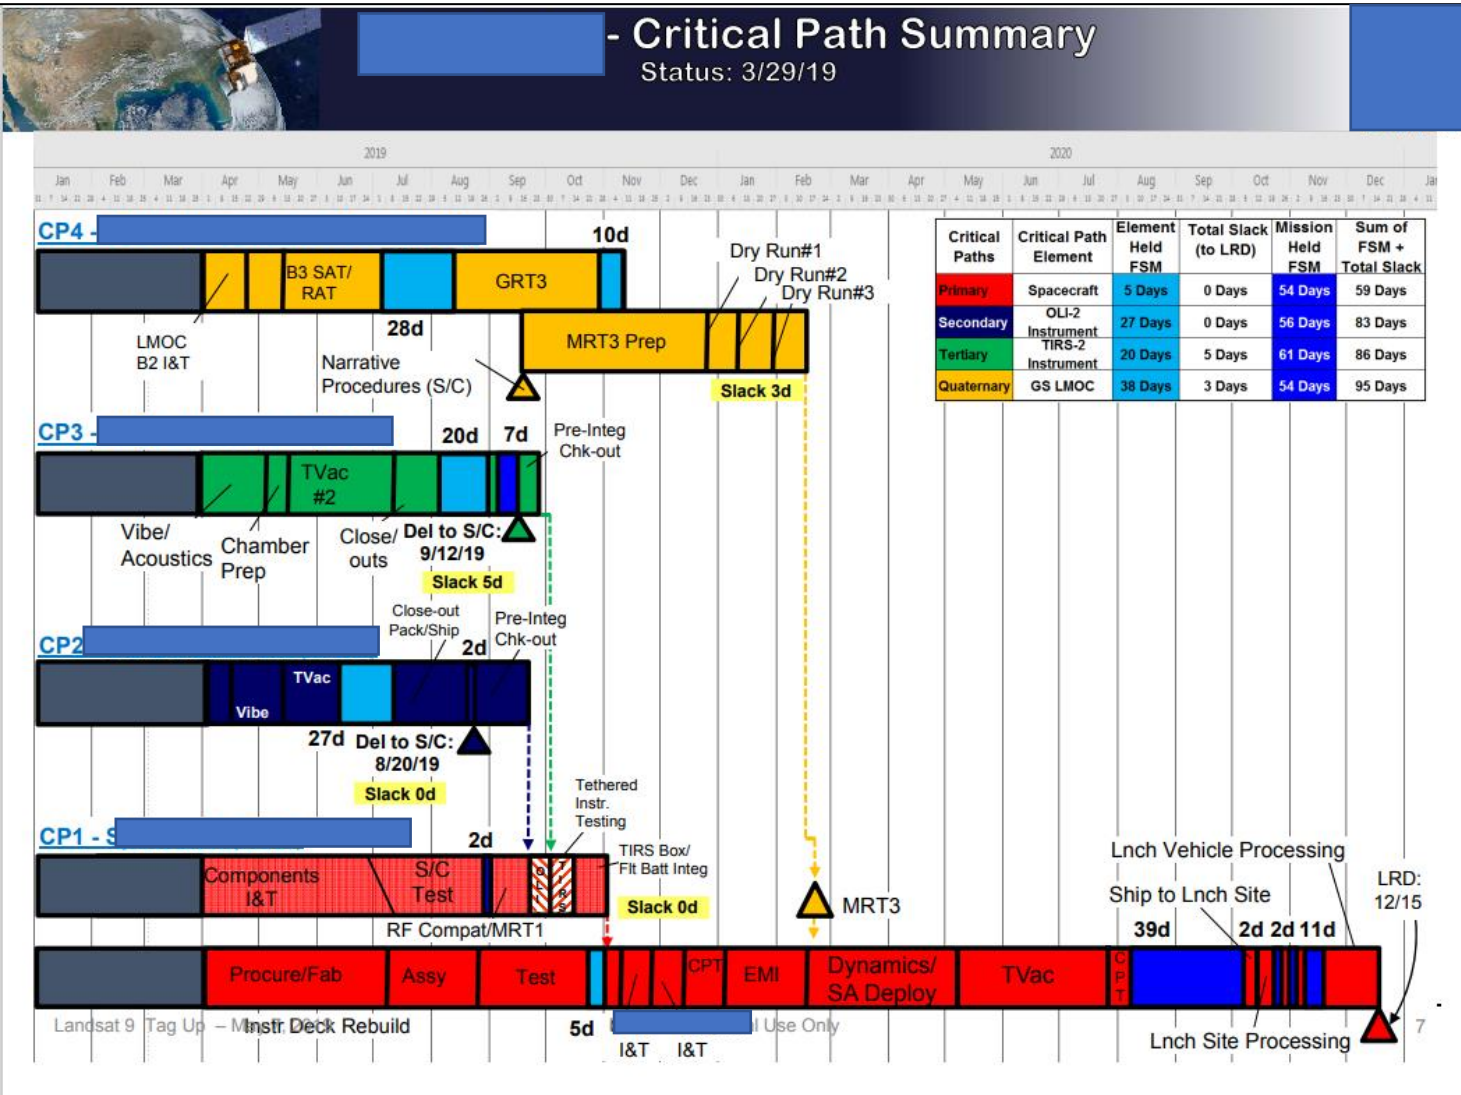 - Critical Path Summary
Status: 3/29/19
2019
2020
Jan Feb Mar Apr May Jun Jul Aug Sep Oct Nov Dec Jan Feb Mar Apr May Jun Jul Aug Sep Oct Nov Dec
CP4 -
10d
B3 SAT/
RAT
GRT3
28d
LMOC
B2 I&T
Dry Run#1
Dry Run#2
Dry Run#3
MRT3 Prep
Narrative
Procedures (S/C)
Slack 3d
Critical
Paths
Critical Path
Element
Element
Held
FSM
Total Slack
(to LRD)
Mission
Held
FSM
Sum of
FSM +
Total Slack
Primary Spacecraft 5 Days 0 Days 54 Days 59 Days
Secondary OLI-2 Instrument 27 Days 0 Days 56 Days 83 Days
Tertiary TIRS-2 Instrument 20 Days 5 Days 61 Days 86 Days
Quaternary GS LMOC 38 Days 3 Days 54 Days 95 Days
CP3 -
20d 7d
Pre-Integ
Chk-out
TVac
#2
Vibe/
Acoustics
Chamber
Prep
Close/
outs
Del to S/C:
9/12/19
Slack 5d
CP2
Close-out
Pack/Ship
2d
Pre-Integ
Chk-out
TVac
Vibe
27d
Del to S/C:
8/20/19
Slack 0d
CP1 - S
2d
Tethered
Instr.
Testing
TIRS Box/
Flt Batt Integ
Components
I&T
S/C
Test
OLI
TIRS
RF Compat/MRT1
Slack 0d
MRT3
Lnch Vehicle Processing
Ship to Lnch Site
LRD:
12/15
39d 2d 2d 11d
Procure/Fab
Assy
Test
CPT
EMI
Dynamics/
SA Deploy
TVac
CPT
Landsat 9 Tag Up –
Instr Deck Rebuild
5d
l Use Only
7
I&T I&T
Lnch Site Processing